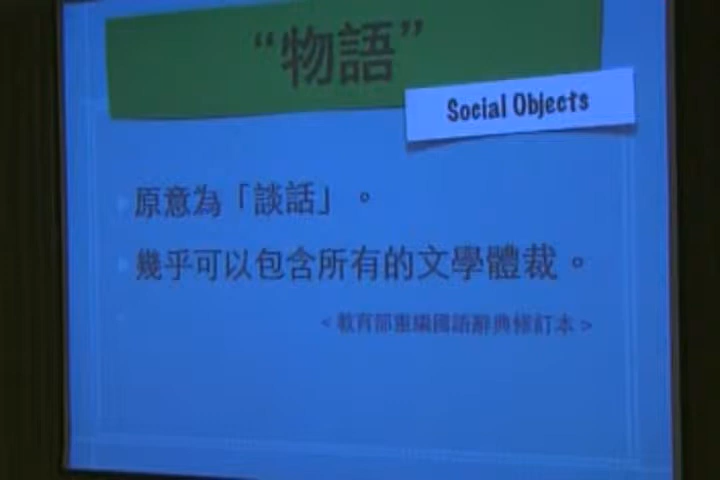 “物語”
Social Objects
原意為「談話」。
幾乎可以包含所有的文學體裁。
<教育部重編國語辭典修訂本>